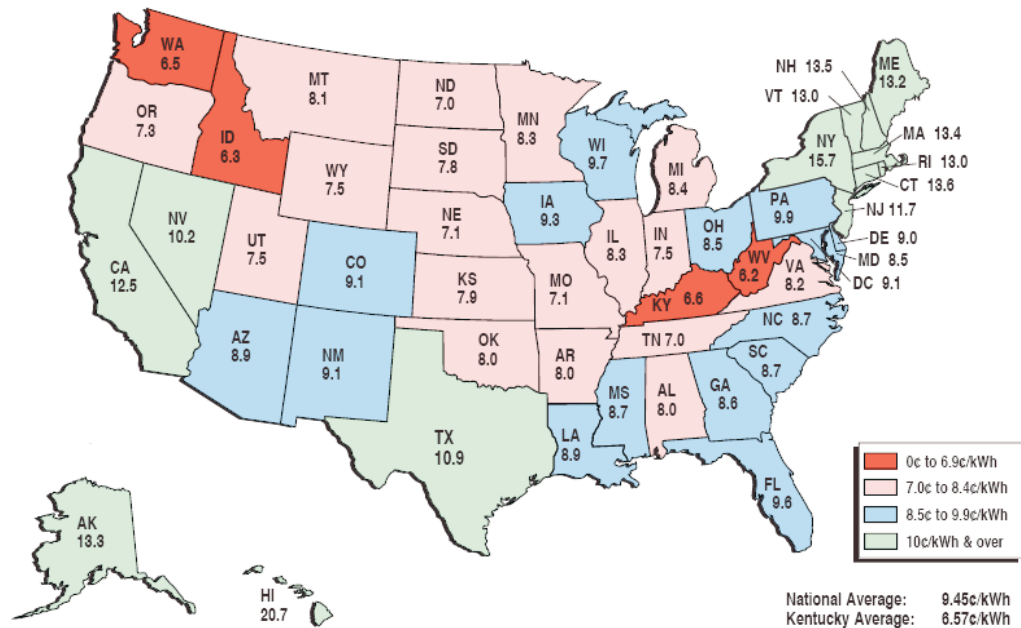 WA
6.5
MT
8.1
ND
7.0
MN
8.3
NH 13.5
ME
13.2
VT 13.0
OR
7.3
ID
6.3
SD
7.8
WI
9.7
MI
8.4
NY
15.7
MA 13.4
RI 13.0
CT 13.6
WY
7.5
NE
7.1
IA
9.3
PA
9.9
NJ 11.7
NV
10.2
UT
7.5
CO
9.1
IL
8.3
IN
7.5
OH
8.5
WV
6.2
VA
8.2
DE 9.0
MD 8.5
DC 9.1
CA
12.5
KS
7.9
MO
7.1
KY 6.6
AZ
8.9
NM
9.1
OK
8.0
AR
8.0
TN 7.0
NC 8.7
SC
8.7
MS
8.7
AL
8.0
GA
8.6
TX
10.9
LA
8.9
FL
9.6
AK
13.3
HI
20.7
0¢ to 6.9¢/kWh
7.0¢ to 8.4¢/kWh
8.5¢ to 9.9¢/kWh
10¢/kWh & over
National Average: 9.45¢/kWh
Kentucky Average: 6.57¢/kWh